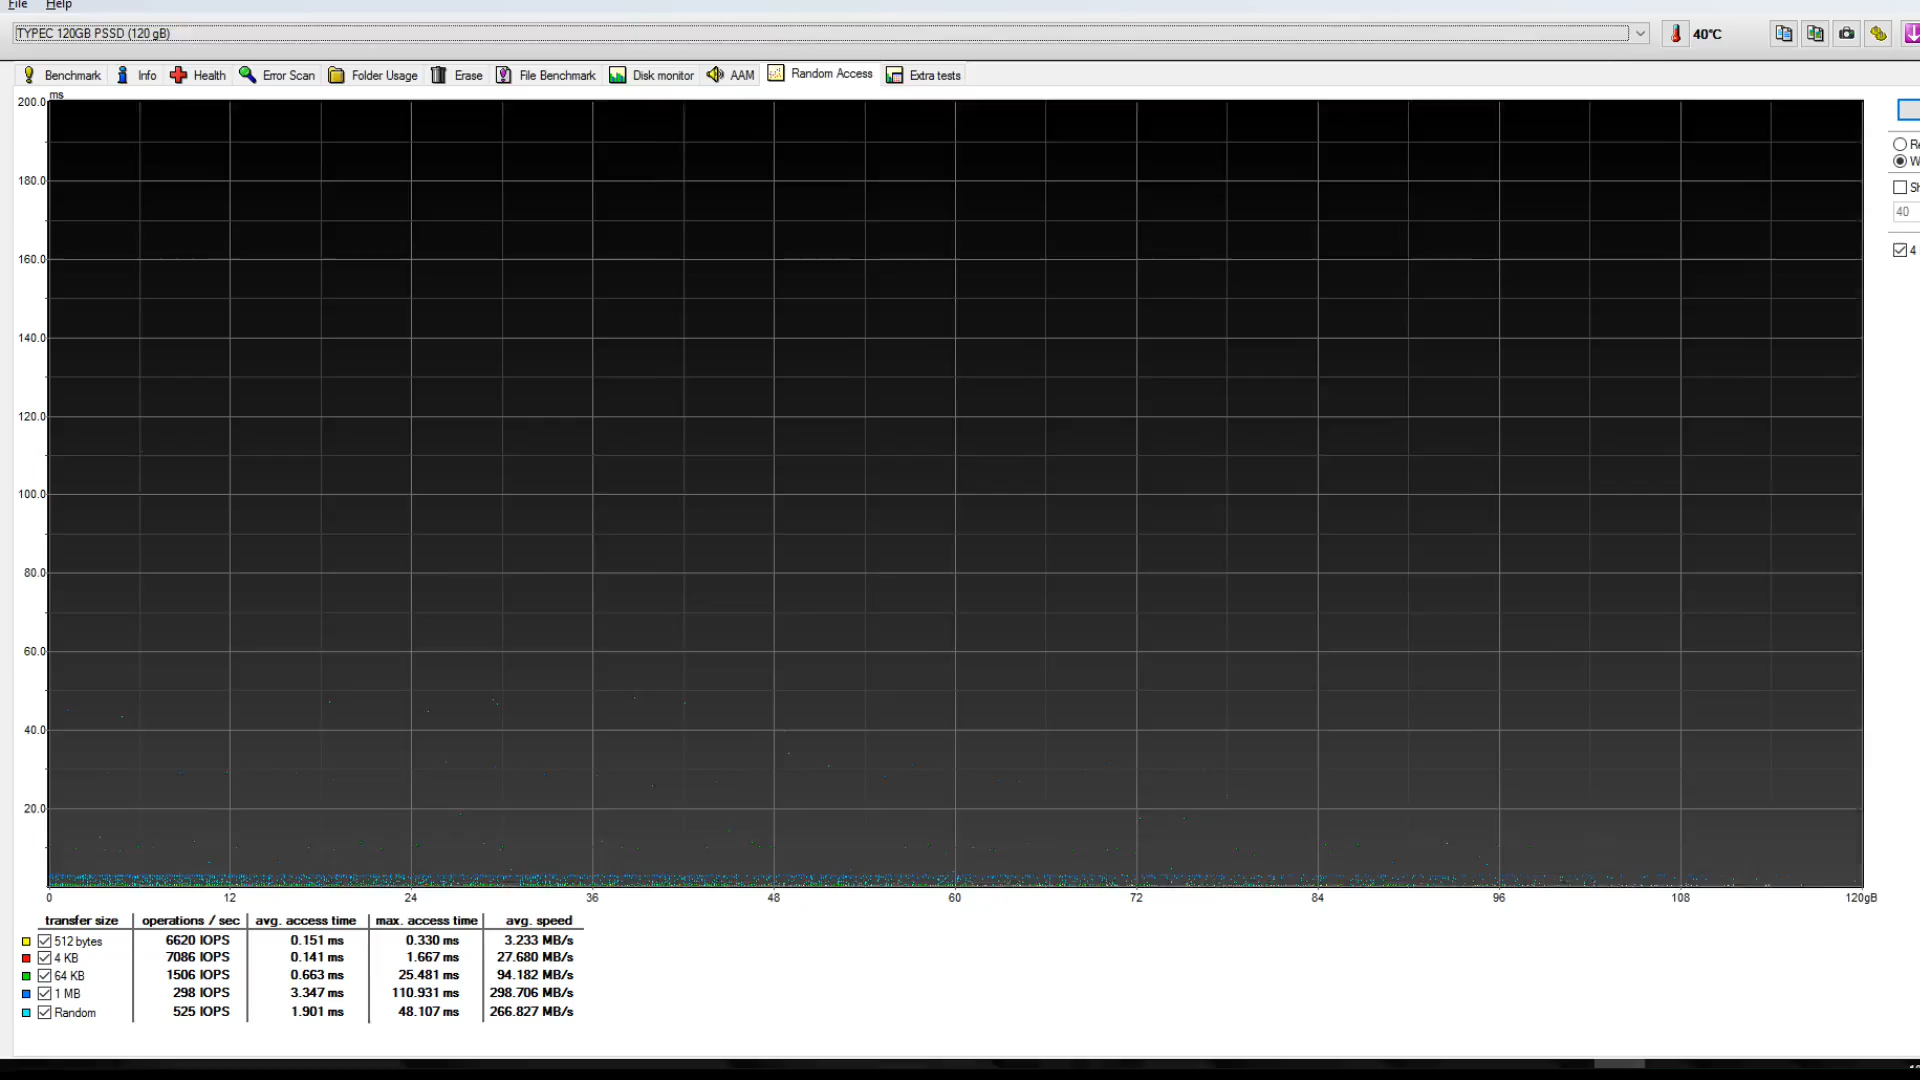 File Help
TYPEC 120GB PSSD (120 gB)
40°C
Benchmark Info Health Error Scan Folder Usage Erase File Benchmark Disk monitor AAM Random Access Extra tests
ms
200.0
180.0
160.0
140.0
120.0
100.0
80.0
60.0
40.0
20.0
0 12 24 36 48 60 72 84 96 108 120gB
40
4
transfer size operations / sec avg. access time max. access time avg. speed
512 bytes 6620 IOPS 0.151 ms 0.330 ms 3.233 MB/s
4 KB 7086 IOPS 0.141 ms 1.667 ms 27.680 MB/s
64 KB 1506 IOPS 0.663 ms 25.481 ms 94.182 MB/s
1 MB 298 IOPS 3.347 ms 110.931 ms 298.706 MB/s
Random 525 IOPS 1.901 ms 48.107 ms 266.827 MB/s